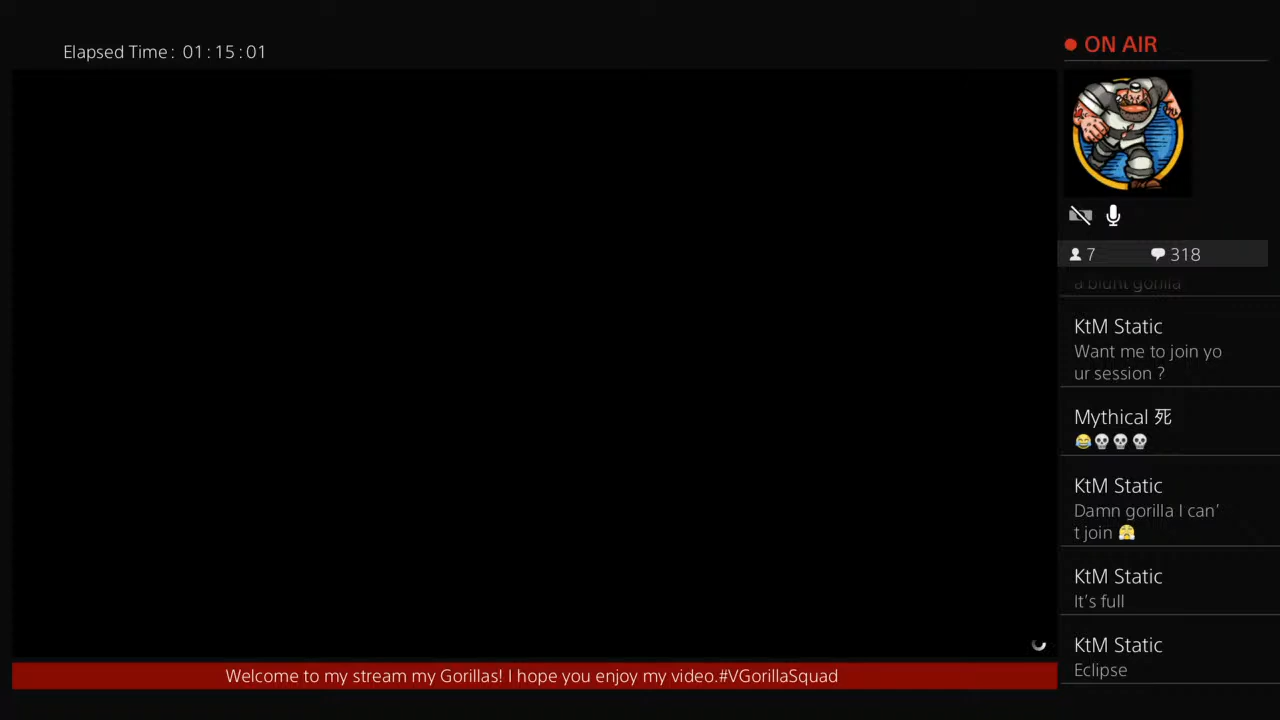 Elapsed Time: 01:15:01
ON AIR
7 318
a blunt gorilla
KtM Static
Want me to join yo
ur session ?
Mythical 死
😂💀💀💀
KtM Static
Damn gorilla I can’
t join 😤
KtM Static
It’s full
KtM Static
Eclipse
Welcome to my stream my Gorillas! I hope you enjoy my video.#VGorillaSquad